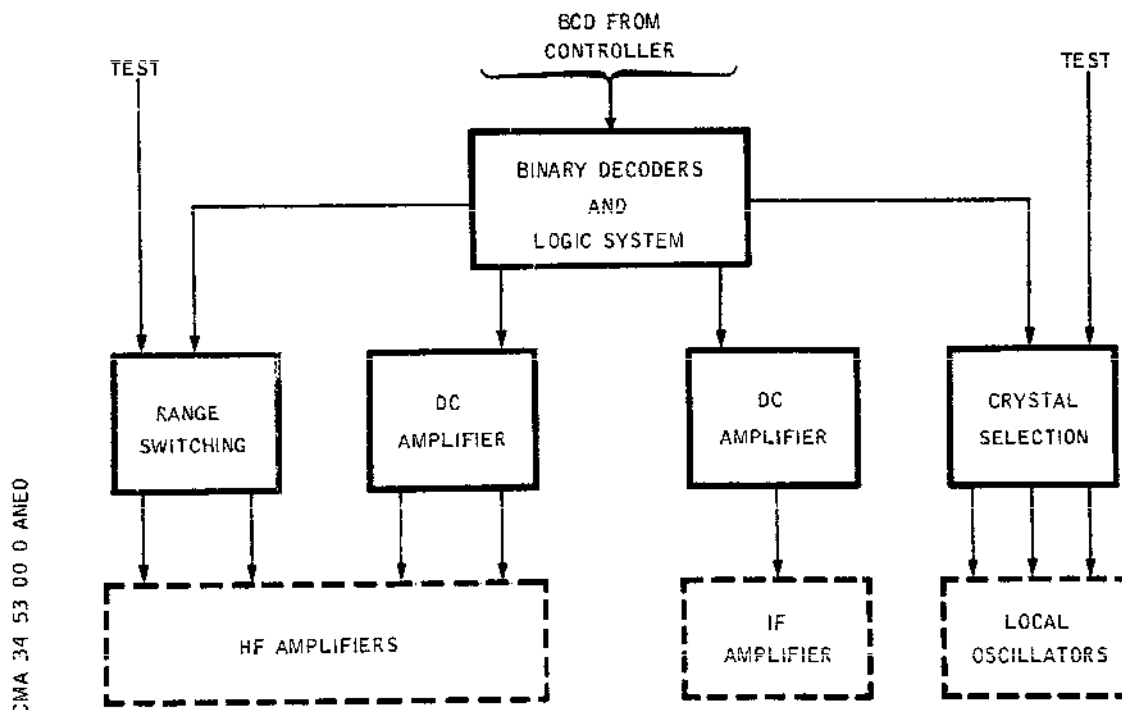 BCD FROM
CONTROLLER
TEST
TEST
BINARY DECODERS
AND
LOGIC SYSTEM
RANGE
SWITCHING
DC
AMPLIFIER
DC
AMPLIFIER
CRYSTAL
SELECTION
HF AMPLIFIERS
IF
AMPLIFIER
LOCAL
OSCILLATORS
CMA 34 53 00 0 ANE0